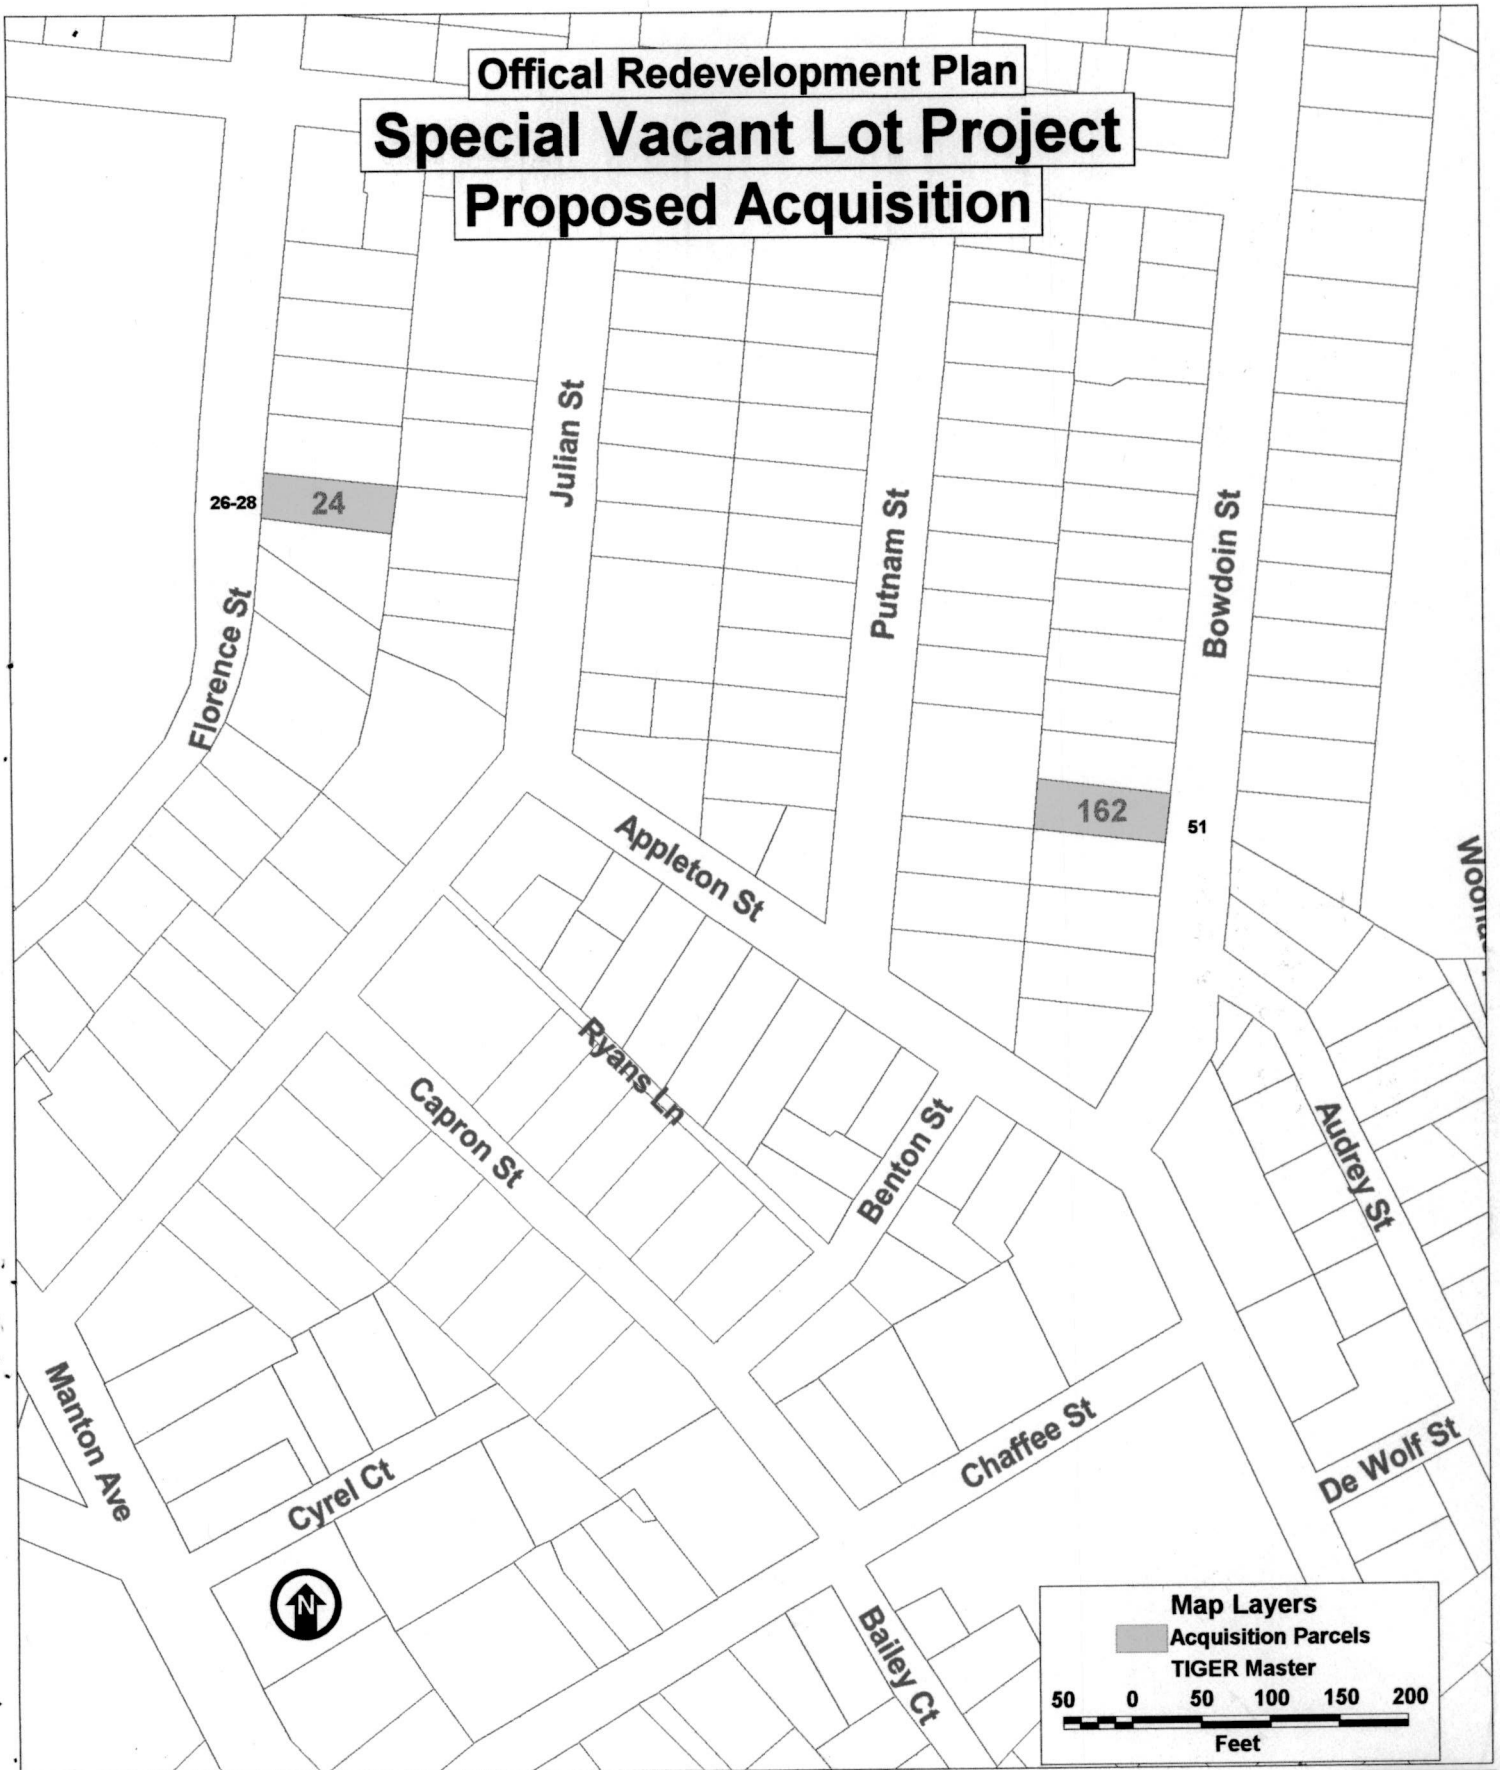 Offical Redevelopment Plan
Special Vacant Lot Project
Proposed Acquisition
Julian St
26-28
24
Putnam St
Bowdoin St
Florence St
162
51
Appleton St
Ryans Ln
Capron St
Benton St
Audrey St
Manton Ave
Cyrel Ct
Chaffee St
De Wolf St
N
Bailey Ct
Map Layers
Acquisition Parcels
TIGER Master
50 0 50 100 150 200
Feet